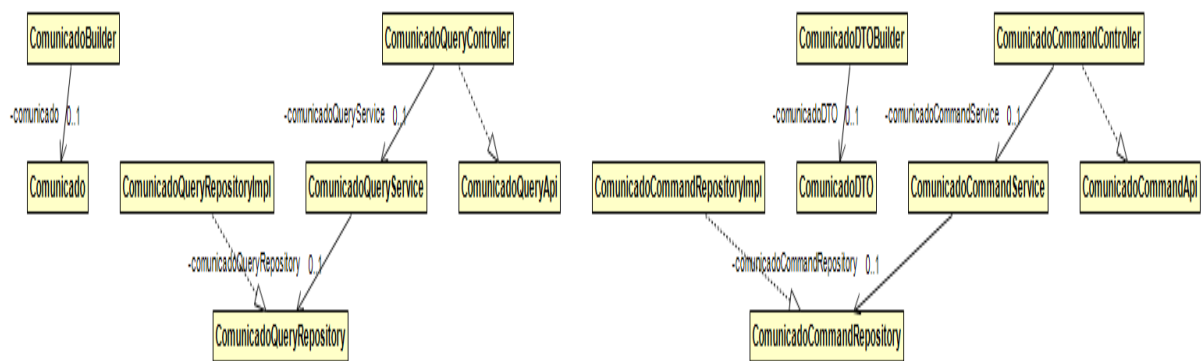 ComunicadoBuilder
ComunicadoQueryController
ComunicadoDTOBuilder
ComunicadoCommandController
-comunicado 0..1
-comunicadoQueryService 0..1
-comunicadoDTO 0..1
-comunicadoCommandService 0..1
Comunicado
ComunicadoQueryRepositoryImpl
ComunicadoQueryService
ComunicadoQueryApi
ComunicadoCommandRepositoryImpl
ComunicadoDTO
ComunicadoCommandService
ComunicadoCommandApi
-comunicadoQueryRepository 0..1
-comunicadoCommandRepository 0..1
ComunicadoQueryRepository
ComunicadoCommandRepository